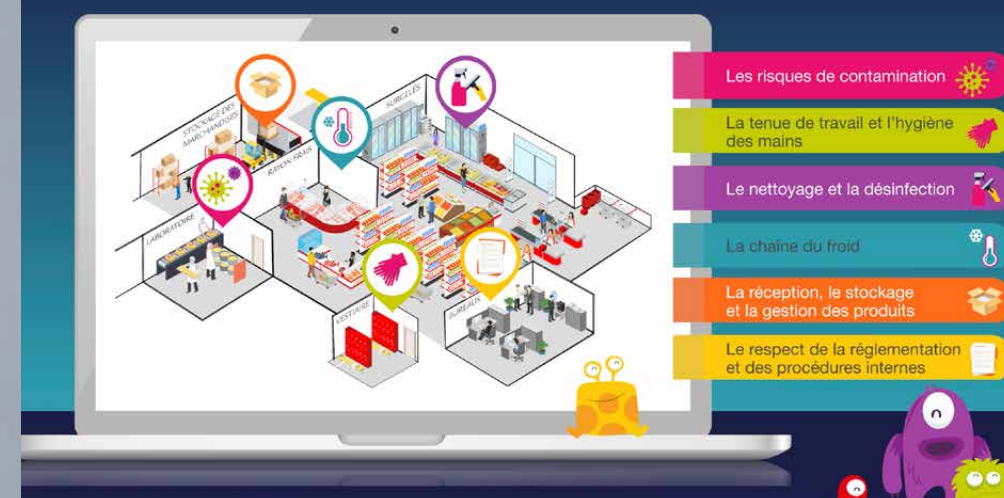 STOCKAGE DES
MARCHANDISES
SURGELÉS
RAYON FRAIS
LABORATOIRE
VESTIAIRE
BUREAUX
Les risques de contamination
La tenue de travail et l'hygiène
des mains
Le nettoyage et la désinfection
La chaîne du froid
La réception, le stockage
et la gestion des produits
Le respect de la réglementation
et des procédures internes